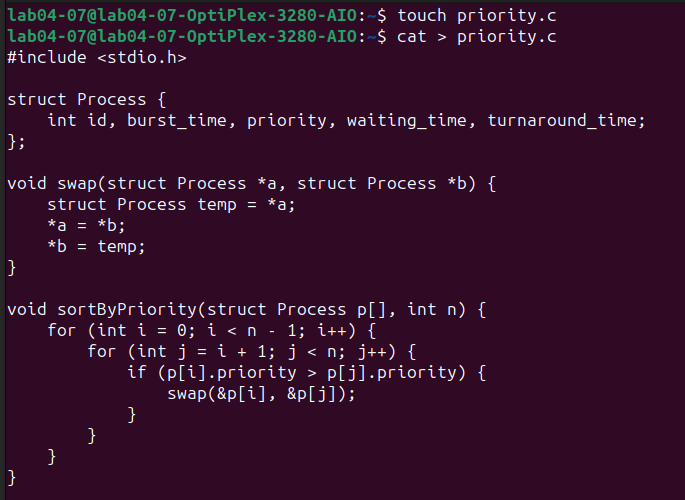 lab04-07@lab04-07-OptiPlex-3280-AIO:~$ touch priority.c
lab04-07@lab04-07-OptiPlex-3280-AIO:~$ cat > priority.c
#include <stdio.h>

struct Process {
    int id, burst_time, priority, waiting_time, turnaround_time;
};

void swap(struct Process *a, struct Process *b) {
    struct Process temp = *a;
    *a = *b;
    *b = temp;
}

void sortByPriority(struct Process p[], int n) {
    for (int i = 0; i < n - 1; i++) {
        for (int j = i + 1; j < n; j++) {
            if (p[i].priority > p[j].priority) {
                swap(&p[i], &p[j]);
            }
        }
    }
}